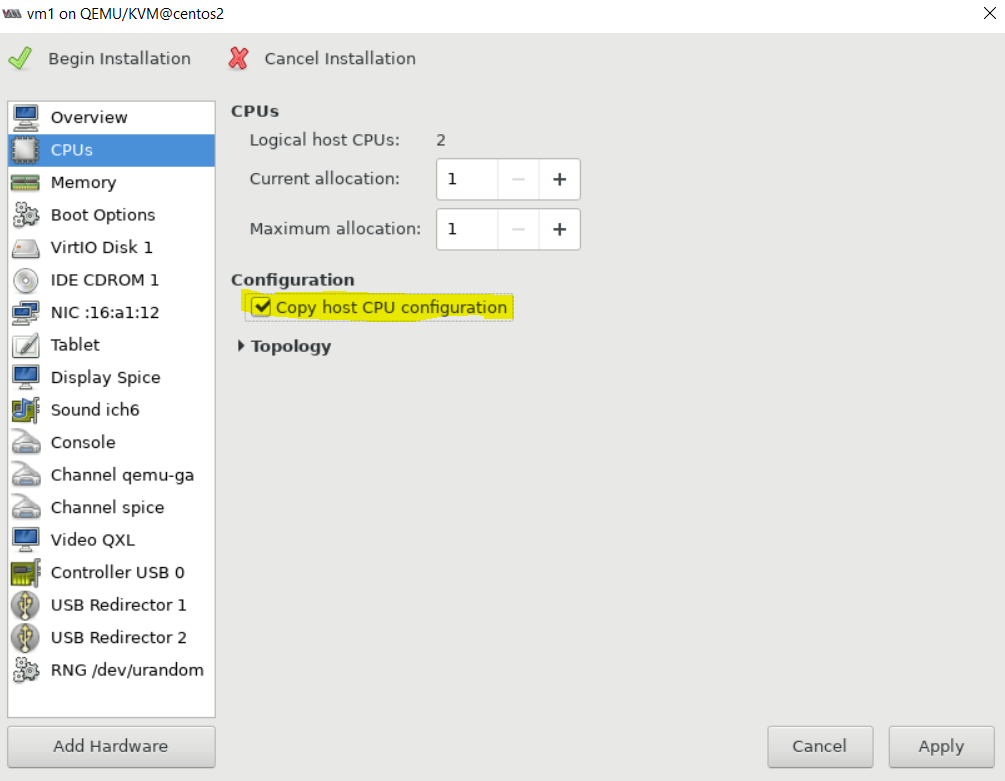 vm1 on QEMU/KVM@centos2
Begin Installation
Cancel Installation
Overview
CPUs
Memory
Boot Options
VirtIO Disk 1
IDE CDROM 1
NIC :16:a1:12
Tablet
Display Spice
Sound ich6
Console
Channel qemu-ga
Channel spice
Video QXL
Controller USB 0
USB Redirector 1
USB Redirector 2
RNG /dev/urandom
Add Hardware
CPUs
Logical host CPUs: 2
Current allocation: 1
Maximum allocation: 1
Configuration
Copy host CPU configuration
Topology
Cancel
Apply